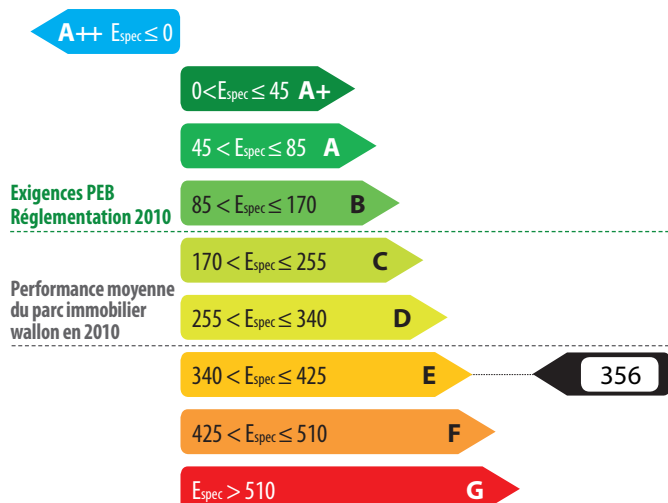 A++ Espec ≤ 0
0<Espec ≤ 45 A+
45 < Espec ≤ 85 A
Exigences PEB
Réglementation 2010
85 < Espec ≤ 170 B
170 < Espec ≤ 255 C
Performance moyenne
du parc immobilier
wallon en 2010
255 < Espec ≤ 340 D
340 < Espec ≤ 425 E
356
425 < Espec ≤ 510 F
Espec > 510 G